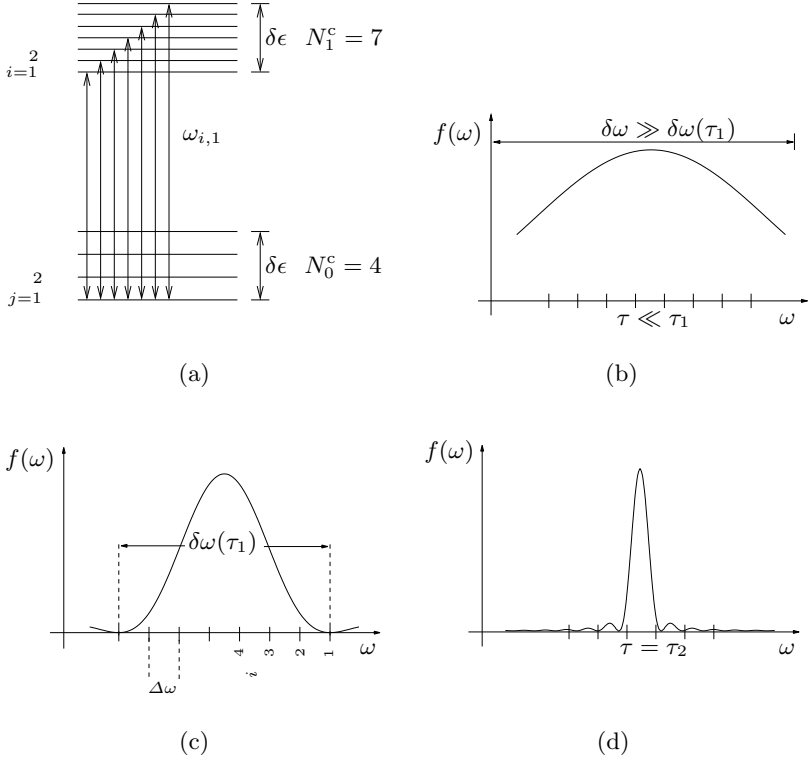 2
i=1
δϵ N₁ᶜ = 7
ω_{i,1}
2
j=1
δϵ N₀ᶜ = 4
(a)
f(ω)
δω ≫ δω(τ₁)
τ ≪ τ₁
ω
(b)
f(ω)
δω(τ₁)
4 3 2 1
ω
i
Δω
(c)
f(ω)
τ = τ₂
ω
(d)